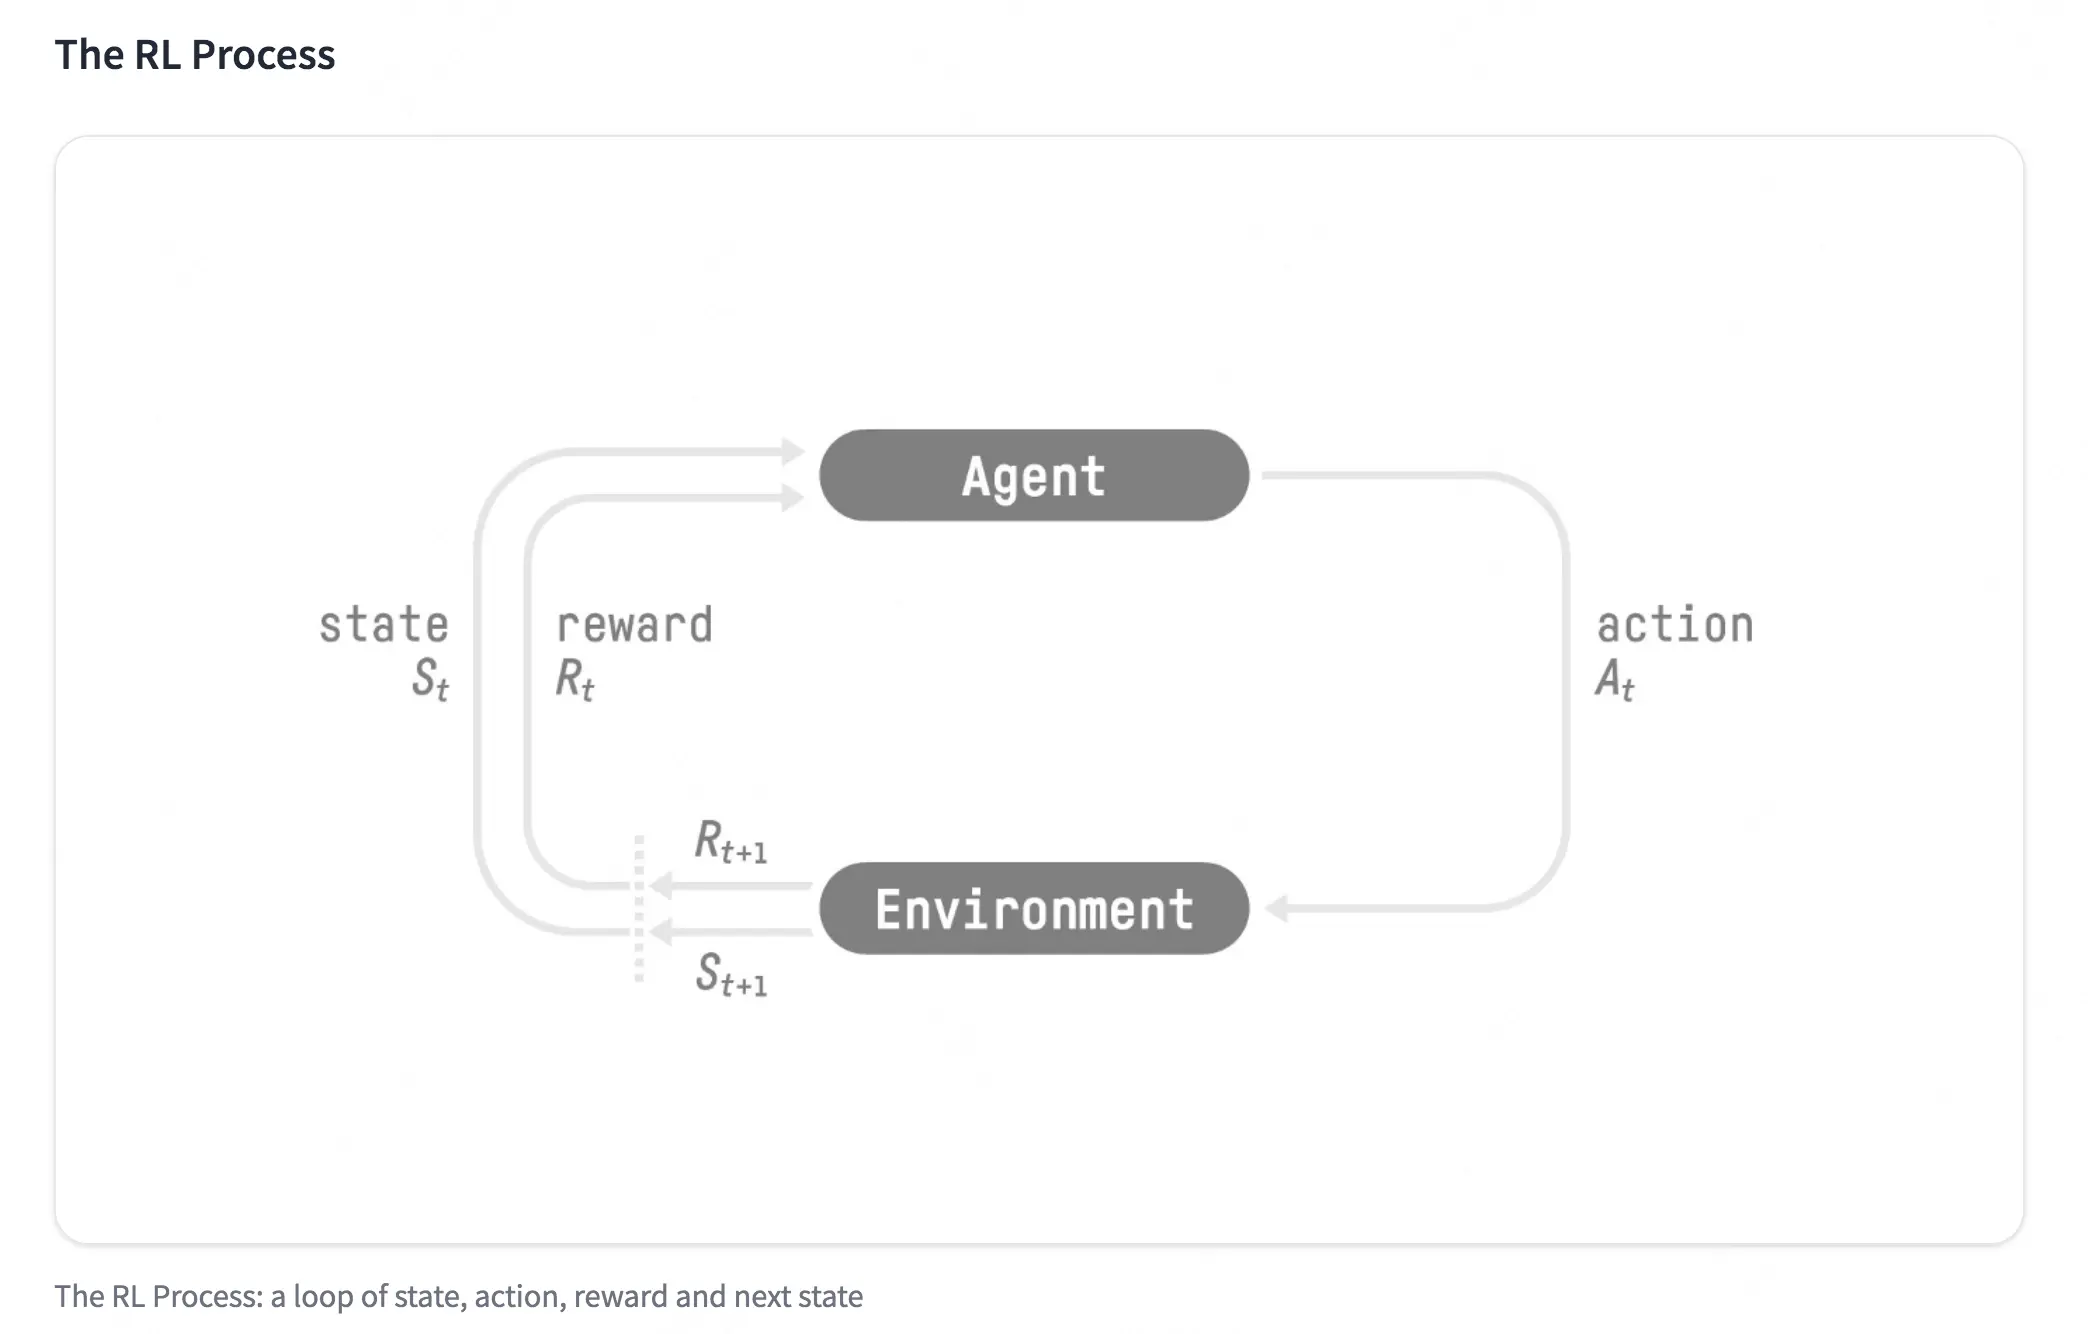 The RL Process
Agent
state
S_t
reward
R_t
action
A_t
R_{t+1}
Environment
S_{t+1}
The RL Process: a loop of state, action, reward and next state